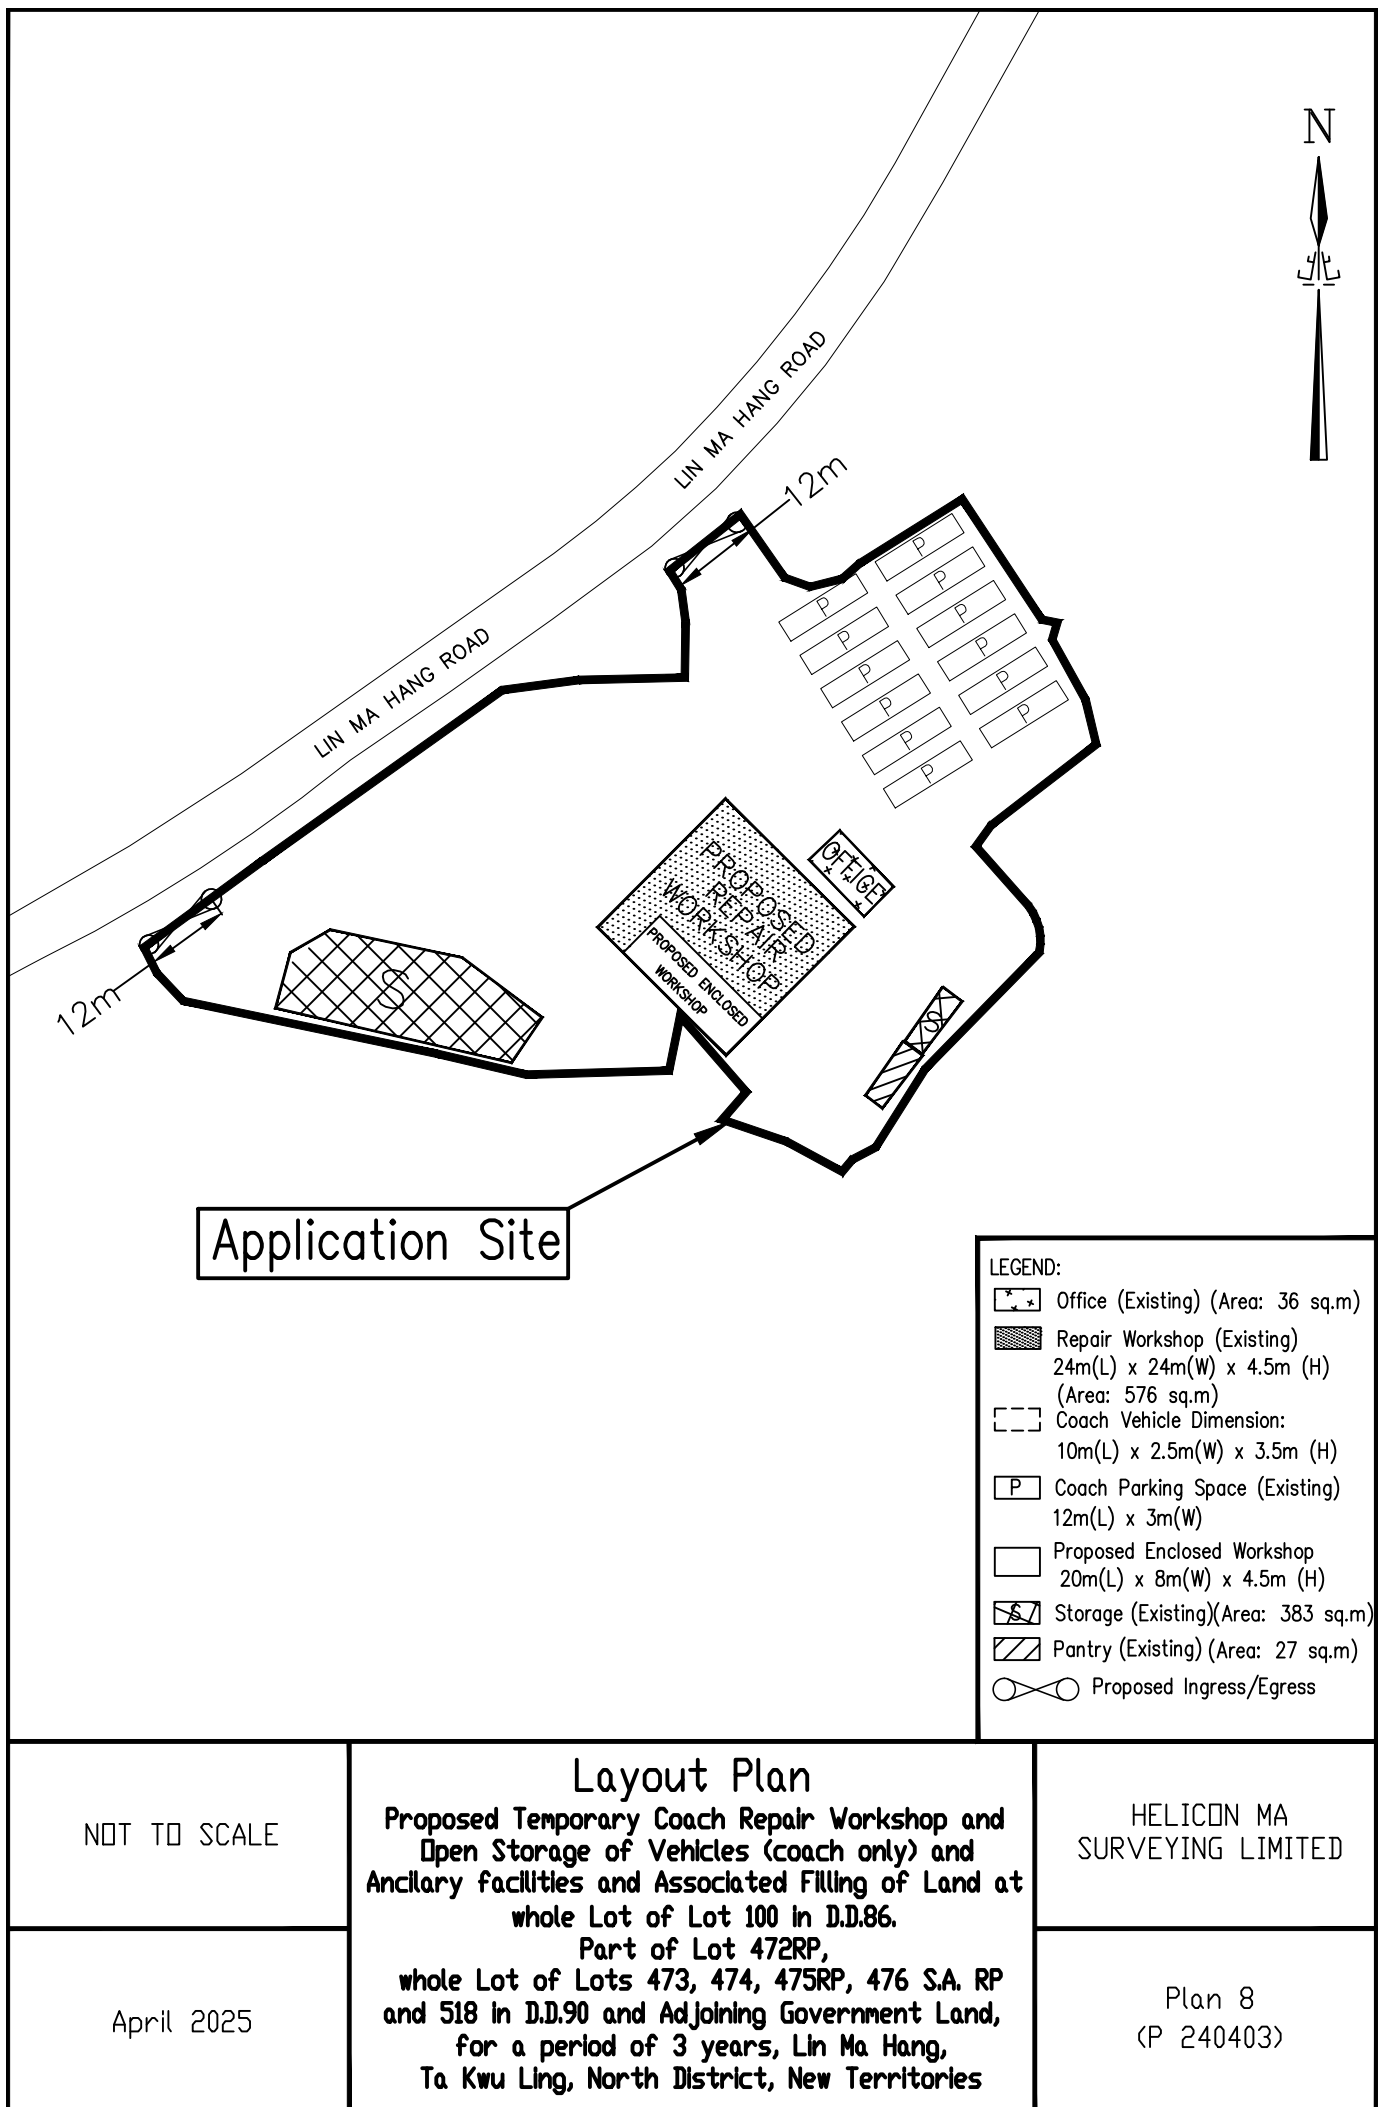 N
LIN MA HANG ROAD
12m
LIN MA HANG ROAD
P
P
P
P
P
P
P
P
P
P
P
P
PROPOSED
REPAIR
WORKSHOP
OFFICE
PROPOSED ENCLOSED
WORKSHOP
S
S
12m
Application Site
LEGEND:
Office (Existing) (Area: 36 sq.m)
Repair Workshop (Existing)
24m(L) x 24m(W) x 4.5m (H)
(Area: 576 sq.m)
Coach Vehicle Dimension:
10m(L) x 2.5m(W) x 3.5m (H)
P Coach Parking Space (Existing)
12m(L) x 3m(W)
Proposed Enclosed Workshop
20m(L) x 8m(W) x 4.5m (H)
S Storage (Existing)(Area: 383 sq.m)
Pantry (Existing) (Area: 27 sq.m)
Proposed Ingress/Egress
NOT TO SCALE
April 2025
Layout Plan
Proposed Temporary Coach Repair Workshop and
Open Storage of Vehicles (coach only) and
Ancilary facilities and Associated Filling of Land at
whole Lot of Lot 100 in D.D.86.
Part of Lot 472RP,
whole Lot of Lots 473, 474, 475RP, 476 S.A. RP
and 518 in D.D.90 and Adjoining Government Land,
for a period of 3 years, Lin Ma Hang,
Ta Kwu Ling, North District, New Territories
HELICON MA
SURVEYING LIMITED
Plan 8
(P 240403)